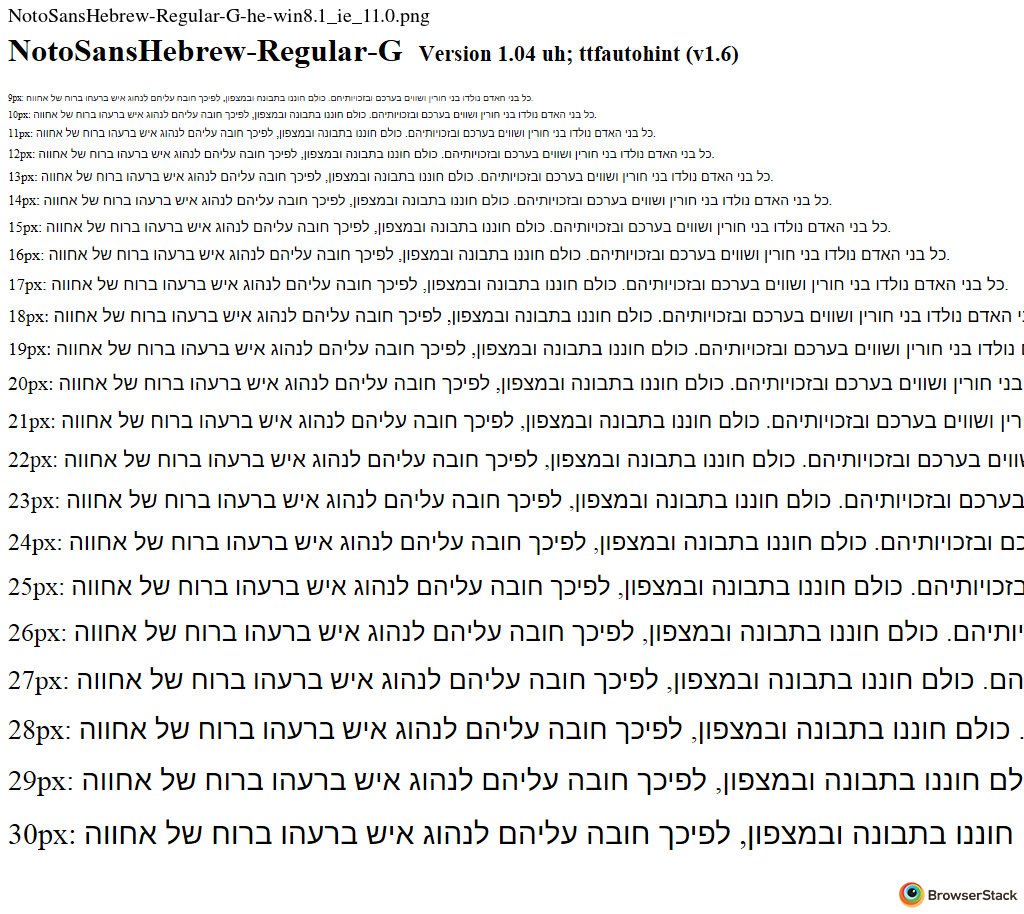 NotoSansHebrew-Regular-G-he-win8.1_ie_11.0.png
NotoSansHebrew-Regular-G Version 1.04 uh; ttfautohint (v1.6)
9px: כל בני האדם נולדו בני חורין ושווים בערכם ובזכויותיהם. כולם חוננו בתבונה ובמצפון, לפיכך חובה עליהם לנהוג איש ברעהו ברוח של אחווה.
10px: כל בני האדם נולדו בני חורין ושווים בערכם ובזכויותיהם. כולם חוננו בתבונה ובמצפון, לפיכך חובה עליהם לנהוג איש ברעהו ברוח של אחווה.
11px: כל בני האדם נולדו בני חורין ושווים בערכם ובזכויותיהם. כולם חוננו בתבונה ובמצפון, לפיכך חובה עליהם לנהוג איש ברעהו ברוח של אחווה.
12px: כל בני האדם נולדו בני חורין ושווים בערכם ובזכויותיהם. כולם חוננו בתבונה ובמצפון, לפיכך חובה עליהם לנהוג איש ברעהו ברוח של אחווה.
13px: כל בני האדם נולדו בני חורין ושווים בערכם ובזכויותיהם. כולם חוננו בתבונה ובמצפון, לפיכך חובה עליהם לנהוג איש ברעהו ברוח של אחווה.
14px: כל בני האדם נולדו בני חורין ושווים בערכם ובזכויותיהם. כולם חוננו בתבונה ובמצפון, לפיכך חובה עליהם לנהוג איש ברעהו ברוח של אחווה.
15px: כל בני האדם נולדו בני חורין ושווים בערכם ובזכויותיהם. כולם חוננו בתבונה ובמצפון, לפיכך חובה עליהם לנהוג איש ברעהו ברוח של אחווה.
16px: כל בני האדם נולדו בני חורין ושווים בערכם ובזכויותיהם. כולם חוננו בתבונה ובמצפון, לפיכך חובה עליהם לנהוג איש ברעהו ברוח של אחווה.
17px: כל בני האדם נולדו בני חורין ושווים בערכם ובזכויותיהם. כולם חוננו בתבונה ובמצפון, לפיכך חובה עליהם לנהוג איש ברעהו ברוח של אחווה.
18px: י האדם נולדו בני חורין ושווים בערכם ובזכויותיהם. כולם חוננו בתבונה ובמצפון, לפיכך חובה עליהם לנהוג איש ברעהו ברוח של אחווה
19px: נולדו בני חורין ושווים בערכם ובזכויותיהם. כולם חוננו בתבונה ובמצפון, לפיכך חובה עליהם לנהוג איש ברעהו ברוח של אחווה
20px: בני חורין ושווים בערכם ובזכויותיהם. כולם חוננו בתבונה ובמצפון, לפיכך חובה עליהם לנהוג איש ברעהו ברוח של אחווה
21px: רין ושווים בערכם ובזכויותיהם. כולם חוננו בתבונה ובמצפון, לפיכך חובה עליהם לנהוג איש ברעהו ברוח של אחווה
22px: שווים בערכם ובזכויותיהם. כולם חוננו בתבונה ובמצפון, לפיכך חובה עליהם לנהוג איש ברעהו ברוח של אחווה
23px: בערכם ובזכויותיהם. כולם חוננו בתבונה ובמצפון, לפיכך חובה עליהם לנהוג איש ברעהו ברוח של אחווה
24px: כם ובזכויותיהם. כולם חוננו בתבונה ובמצפון, לפיכך חובה עליהם לנהוג איש ברעהו ברוח של אחווה
25px: בזכויותיהם. כולם חוננו בתבונה ובמצפון, לפיכך חובה עליהם לנהוג איש ברעהו ברוח של אחווה
26px: יותיהם. כולם חוננו בתבונה ובמצפון, לפיכך חובה עליהם לנהוג איש ברעהו ברוח של אחווה
27px: הם. כולם חוננו בתבונה ובמצפון, לפיכך חובה עליהם לנהוג איש ברעהו ברוח של אחווה
28px: . כולם חוננו בתבונה ובמצפון, לפיכך חובה עליהם לנהוג איש ברעהו ברוח של אחווה
29px: לם חוננו בתבונה ובמצפון, לפיכך חובה עליהם לנהוג איש ברעהו ברוח של אחווה
30px: חוננו בתבונה ובמצפון, לפיכך חובה עליהם לנהוג איש ברעהו ברוח של אחווה
BrowserStack